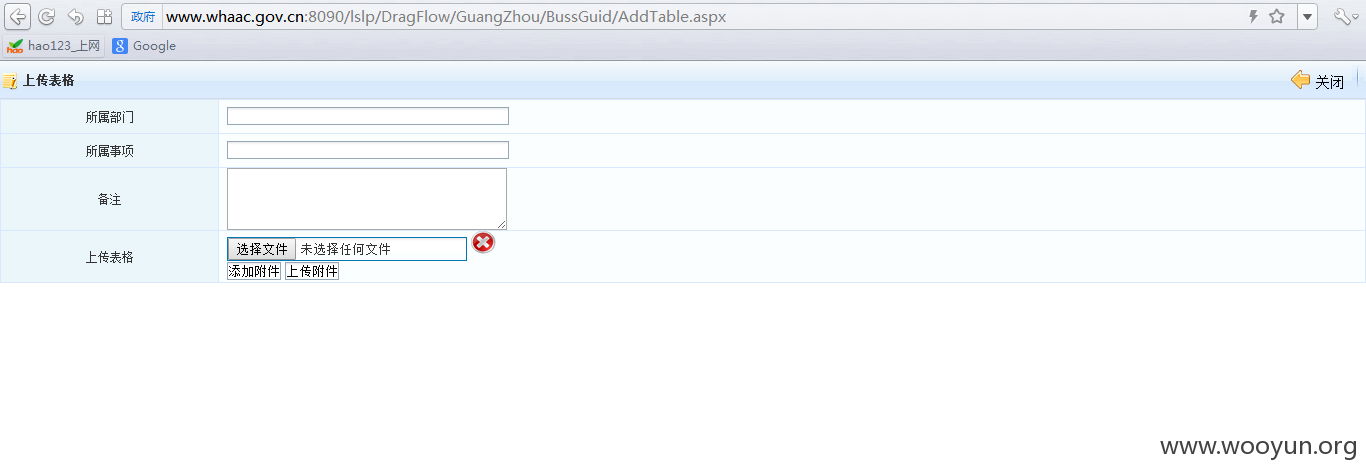 政府 www.whaac.gov.cn:8090/lslp/DragFlow/GuangZhou/BussGuid/AddTable.aspx
hao123_上网 Google
上传表格 关闭
所属部门
所属事项
备注
上传表格 选择文件 未选择任何文件
添加附件 上传附件
www.wooyun.org